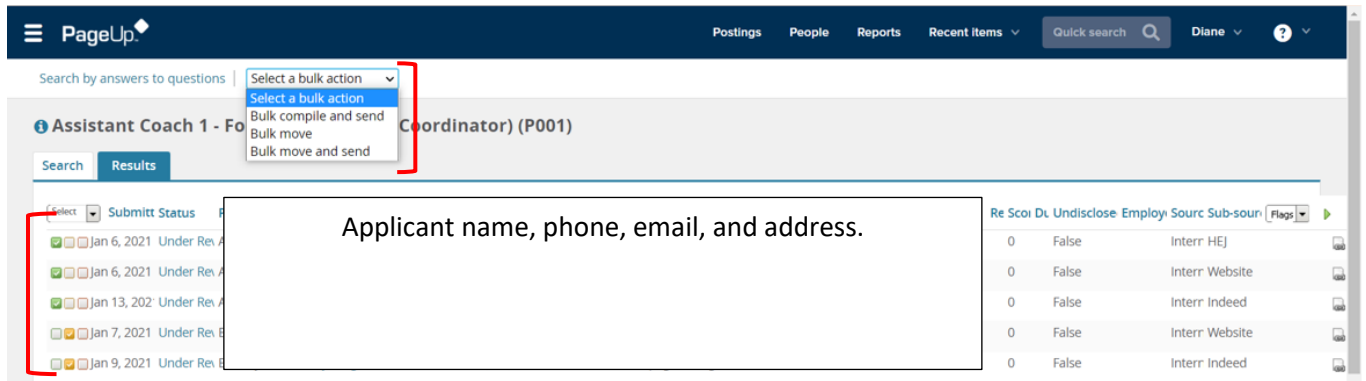 PageUp. Postings People Reports Recent items Quick search Diane ?
Search by answers to questions | Select a bulk action
Select a bulk action
Bulk compile and send
Bulk move
Bulk move and send
Assistant Coach 1 - Fo Coordinator) (P001)
Search Results
Select Submitt Status F Re Scor Du Undisclose Employ Sourc Sub-sour Flags
Applicant name, phone, email, and address.
Jan 6, 2021 Under Rev A 0 False Interr HEJ
Jan 6, 2021 Under Rev A 0 False Interr Website
Jan 13, 202 Under Rev A 0 False Interr Indeed
Jan 7, 2021 Under Rev B 0 False Interr Website
Jan 9, 2021 Under Rev B 0 False Interr Indeed